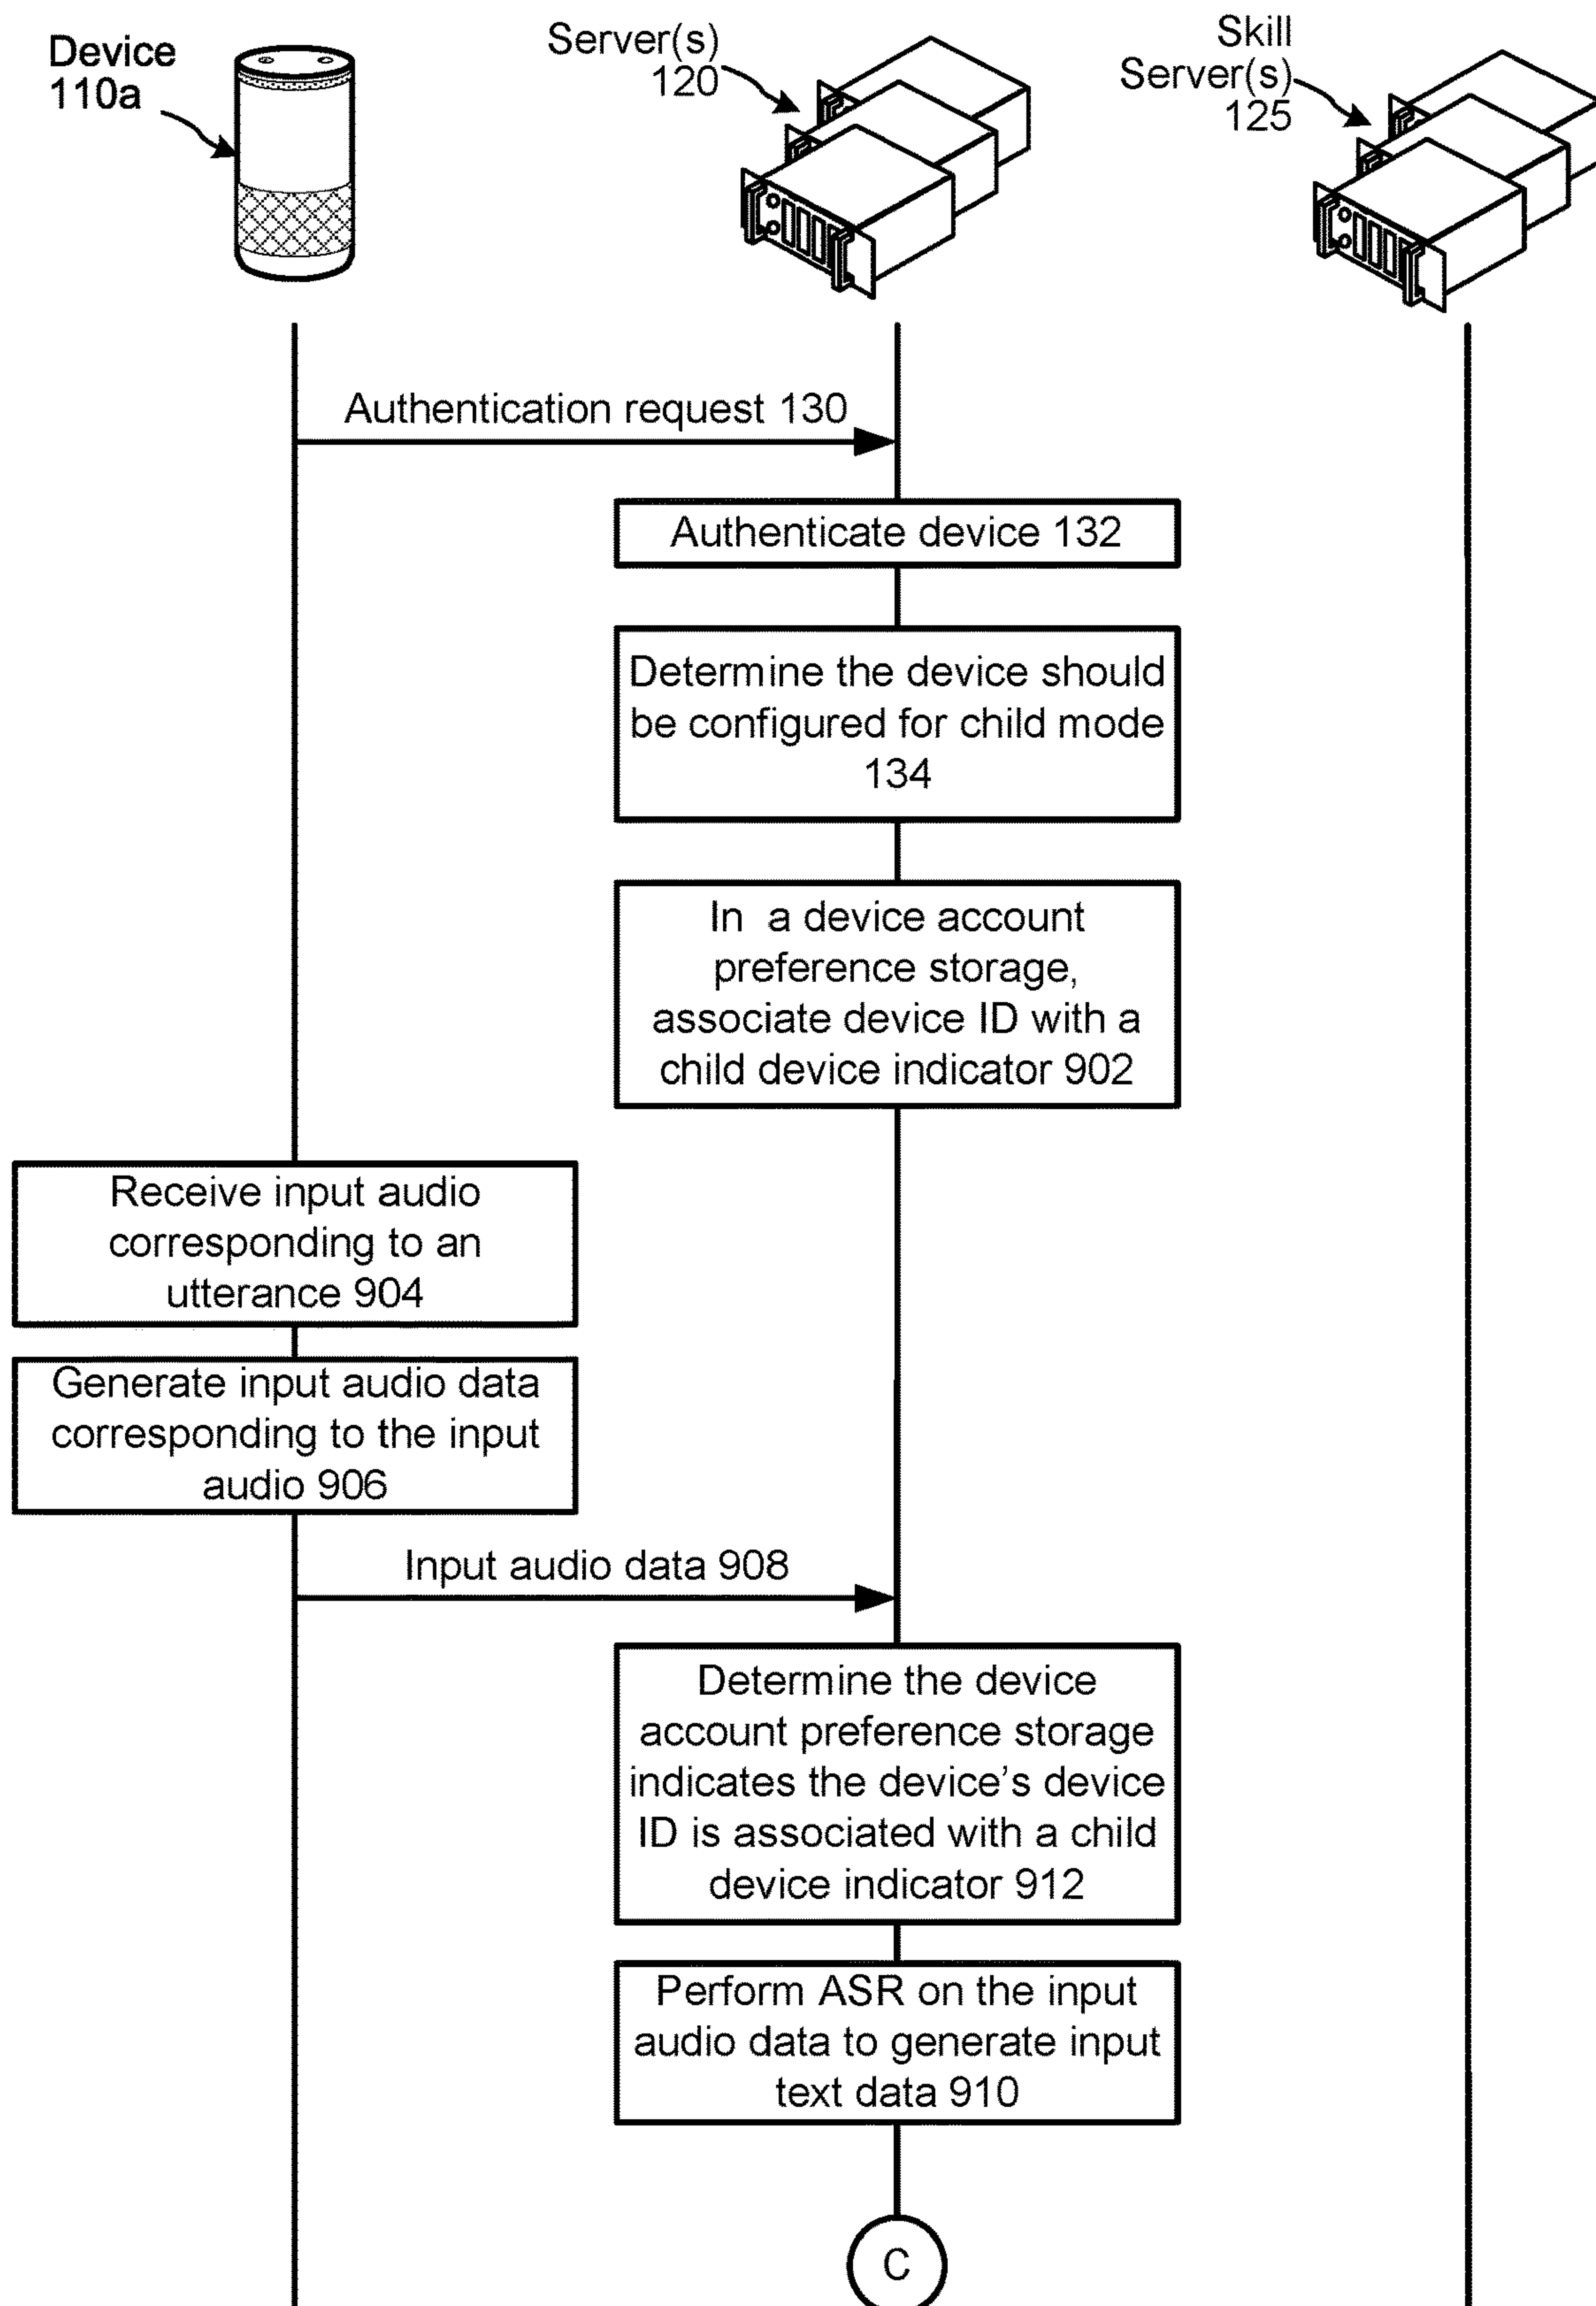 Device
110a
Server(s)
120
Skill
Server(s)
125
Authentication request 130
Authenticate device 132
Determine the device should
be configured for child mode
134
In a device account
preference storage,
associate device ID with a
child device indicator 902
Receive input audio
corresponding to an
utterance 904
Generate input audio data
corresponding to the input
audio 906
Input audio data 908
Determine the device
account preference storage
indicates the device’s device
ID is associated with a child
device indicator 912
Perform ASR on the input
audio data to generate input
text data 910
C